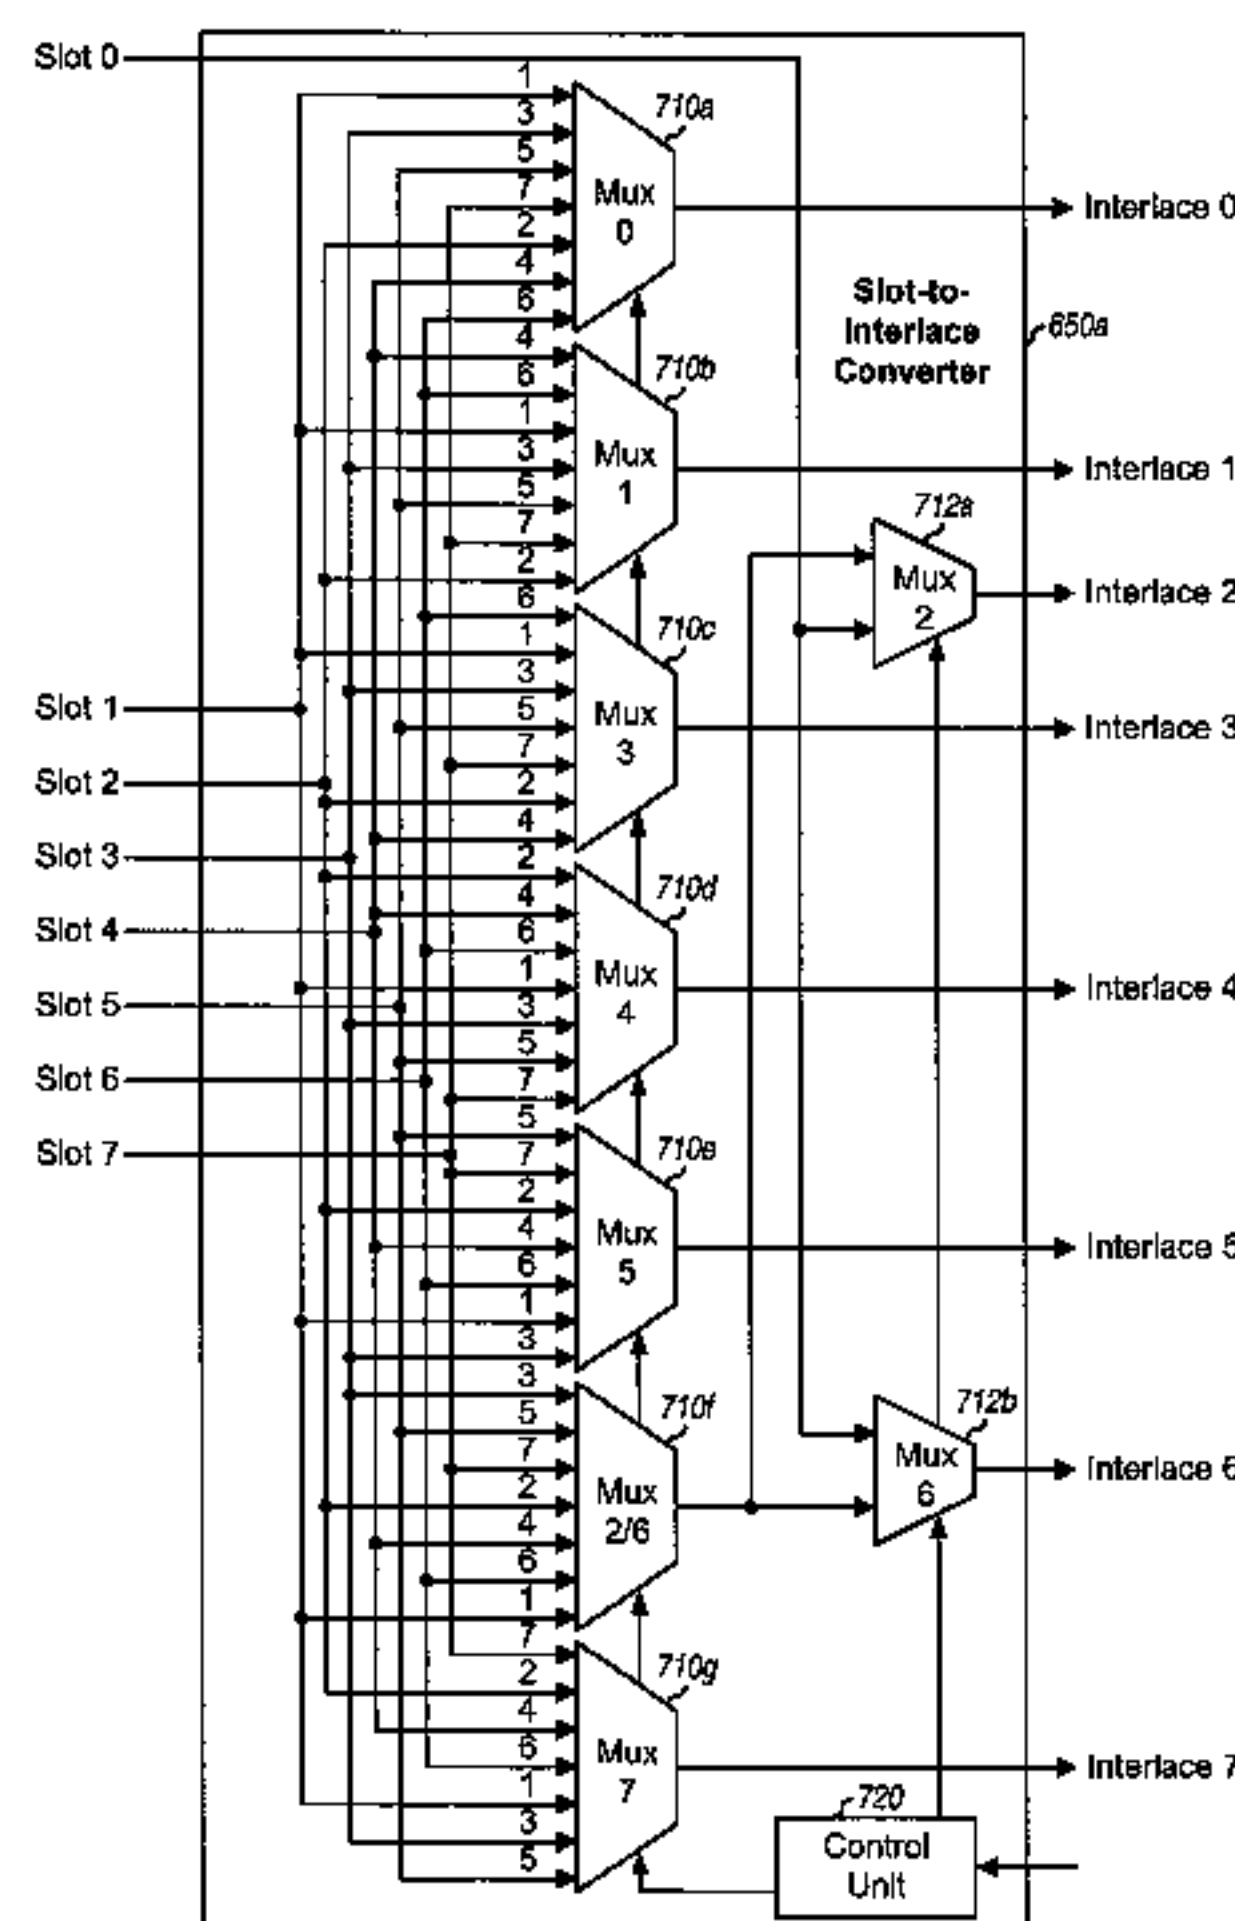 Slot 0
1
3
5
7
2
4
6
Mux
0
710a
Interlace 0
Slot-to-
Interlace
Converter
650a
4
6
1
3
5
7
2
Mux
1
710b
Interlace 1
712a
Mux
2
Interlace 2
6
1
3
5
7
2
4
Mux
3
710c
Interlace 3
Slot 1
Slot 2
Slot 3
Slot 4
Slot 5
Slot 6
Slot 7
2
4
6
1
3
5
7
Mux
4
710d
Interlace 4
5
7
2
4
6
1
3
Mux
5
710e
Interlace 5
3
5
7
2
4
6
1
Mux
2/6
710f
712b
Mux
6
Interlace 6
7
2
4
6
1
3
5
Mux
7
710g
Interlace 7
720
Control
Unit